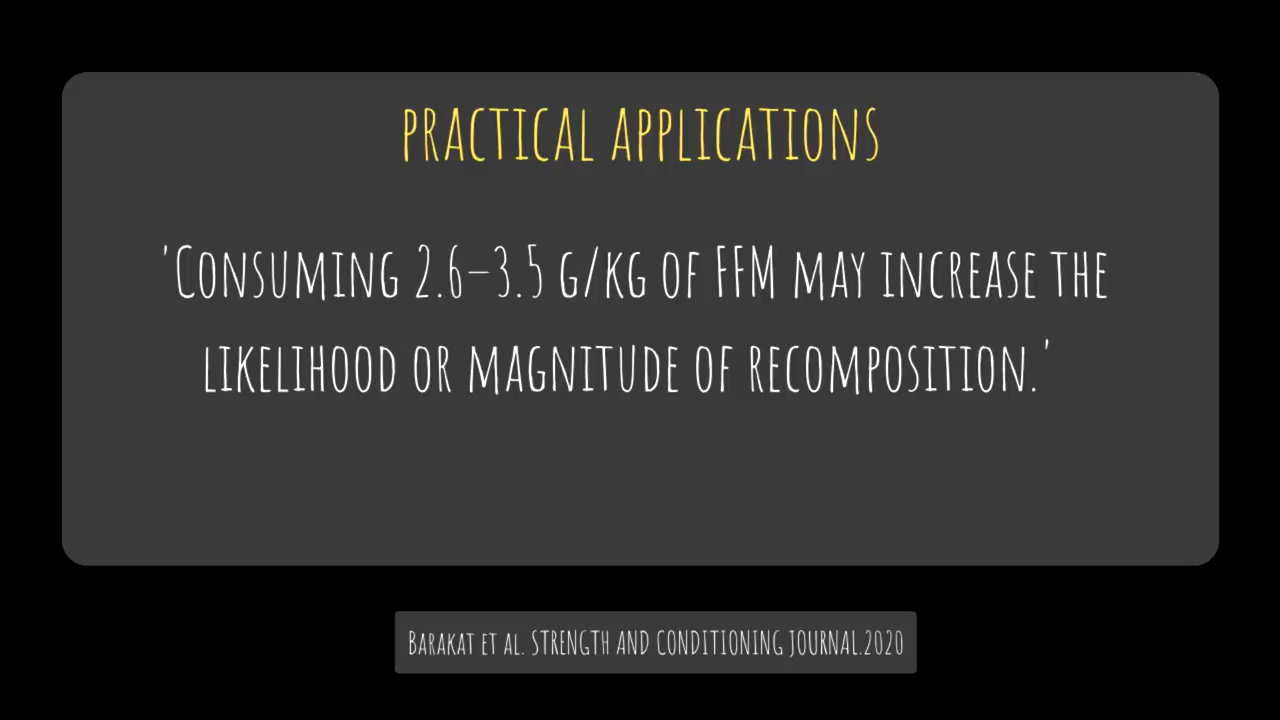 PRACTICAL APPLICATIONS
'CONSUMING 2.6–3.5 G/KG OF FFM MAY INCREASE THE
LIKELIHOOD OR MAGNITUDE OF RECOMPOSITION.'
BARAKAT ET AL. STRENGTH AND CONDITIONING JOURNAL.2020